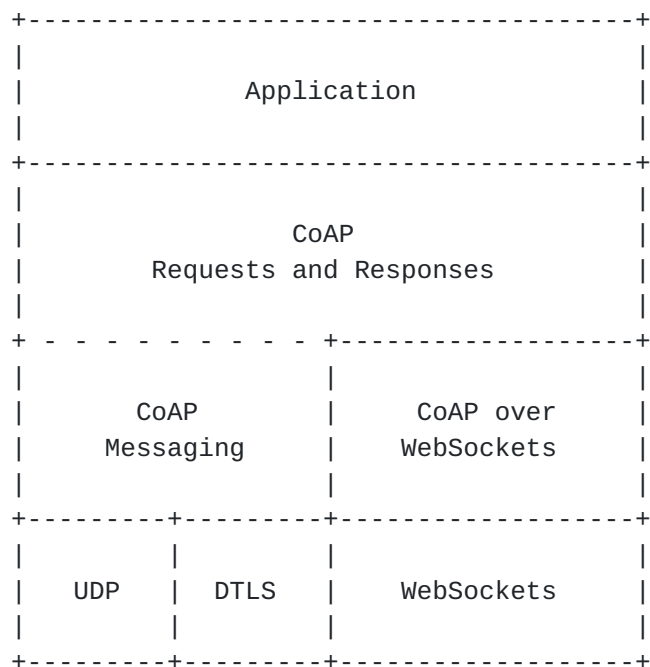 Application
CoAP
Requests and Responses
CoAP
Messaging
CoAP over
WebSockets
UDP
DTLS
WebSockets